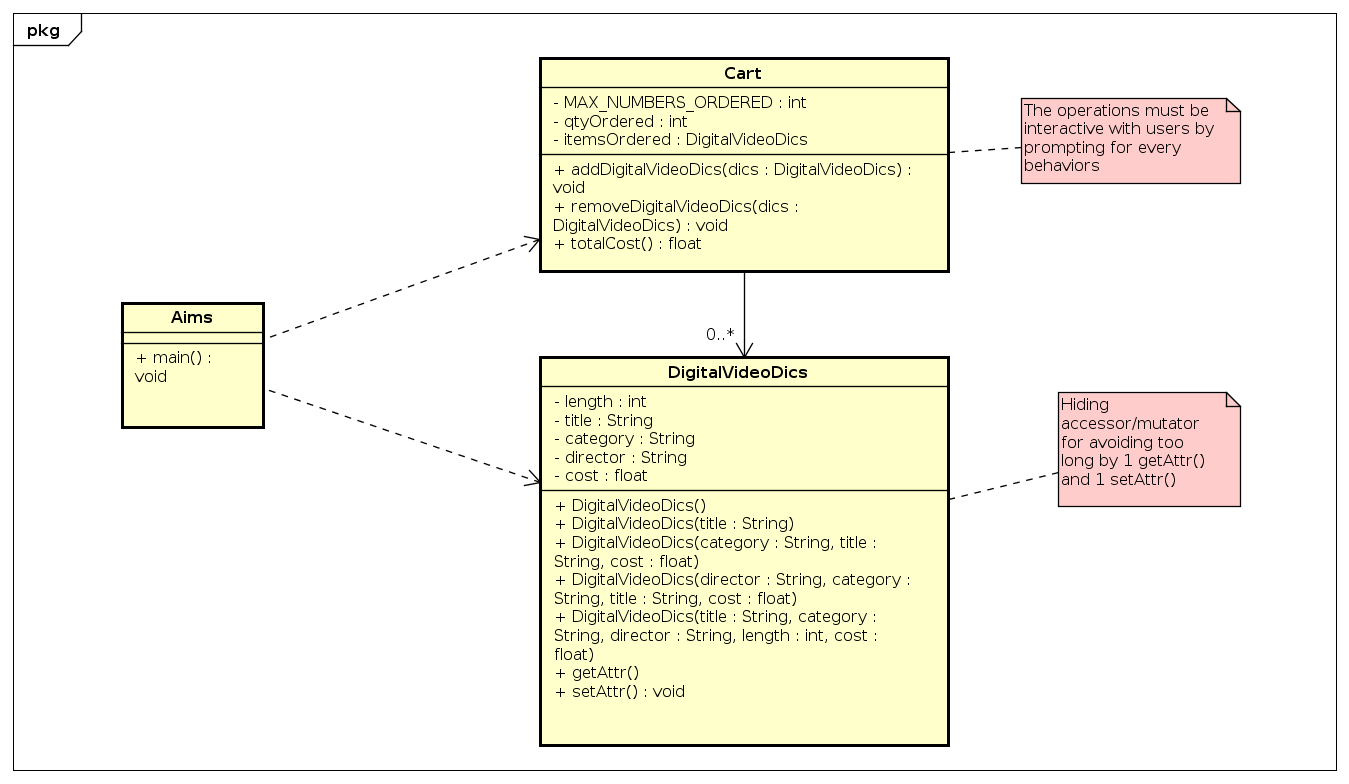 pkg
Cart
- MAX_NUMBERS_ORDERED : int
- qtyOrdered : int
- itemsOrdered : DigitalVideoDics
+ addDigitalVideoDics(dics : DigitalVideoDics) :
void
+ removeDigitalVideoDics(dics :
DigitalVideoDics) : void
+ totalCost() : float
The operations must be
interactive with users by
prompting for every
behaviors
Aims
+ main() :
void
0..*
DigitalVideoDics
- length : int
- title : String
- category : String
- director : String
- cost : float
+ DigitalVideoDics()
+ DigitalVideoDics(title : String)
+ DigitalVideoDics(category : String, title :
String, cost : float)
+ DigitalVideoDics(director : String, category :
String, title : String, cost : float)
+ DigitalVideoDics(title : String, category :
String, director : String, length : int, cost :
float)
+ getAttr()
+ setAttr() : void
Hiding
accessor/mutator
for avoiding too
long by 1 getAttr()
and 1 setAttr()